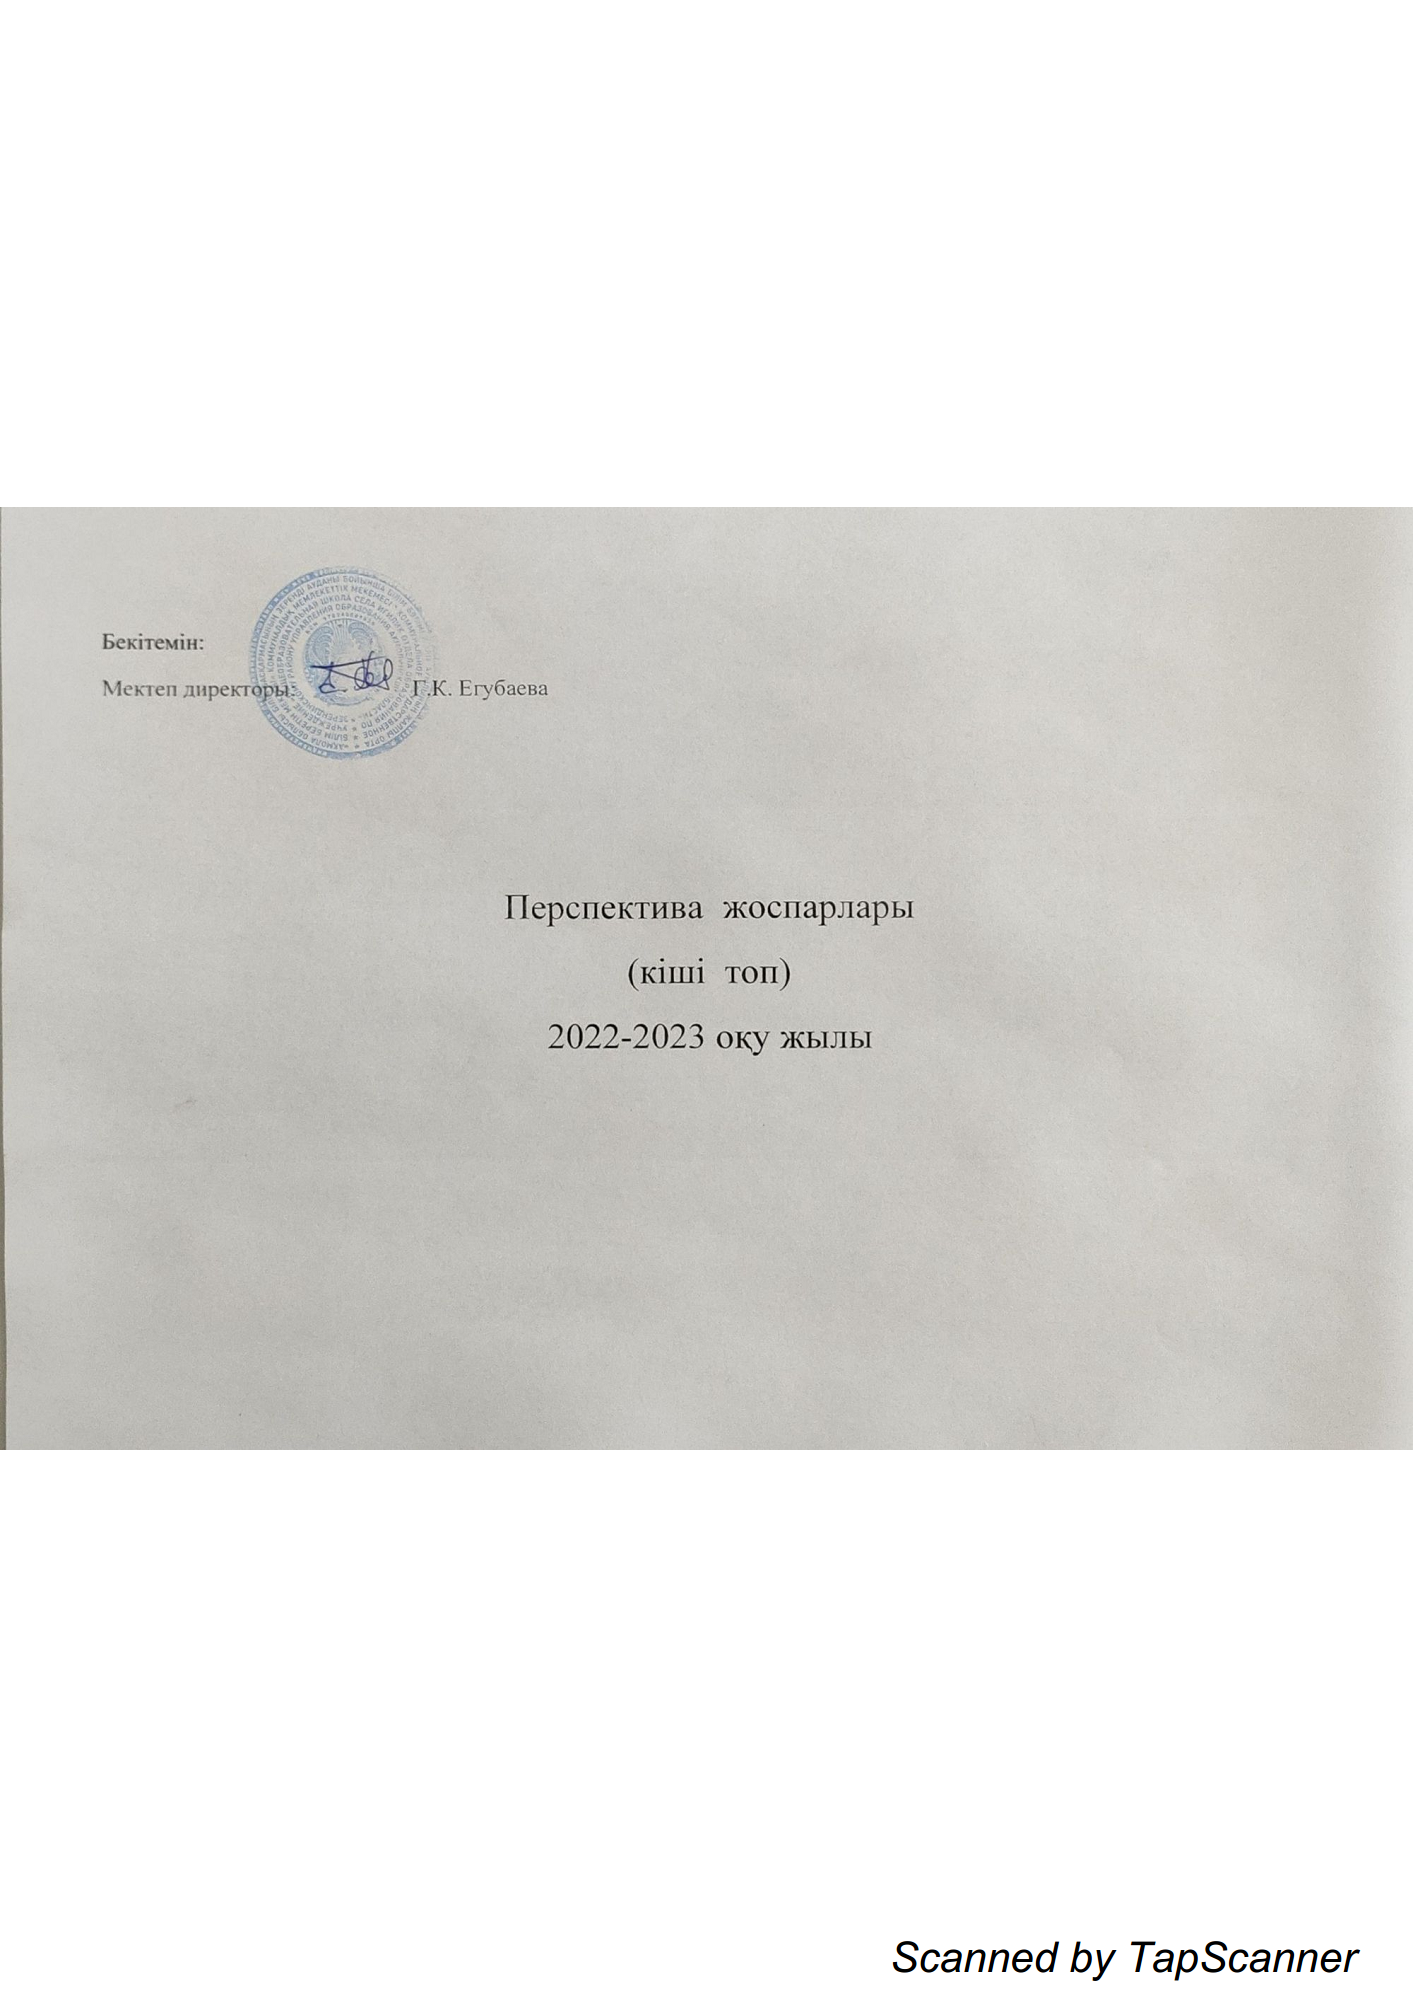 Бекітемін:
Мектеп директоры: Г.К. Егубаева
Перспектива жоспарлары
(кіші топ)
2022-2023 оқу жылы
Scanned by TapScanner